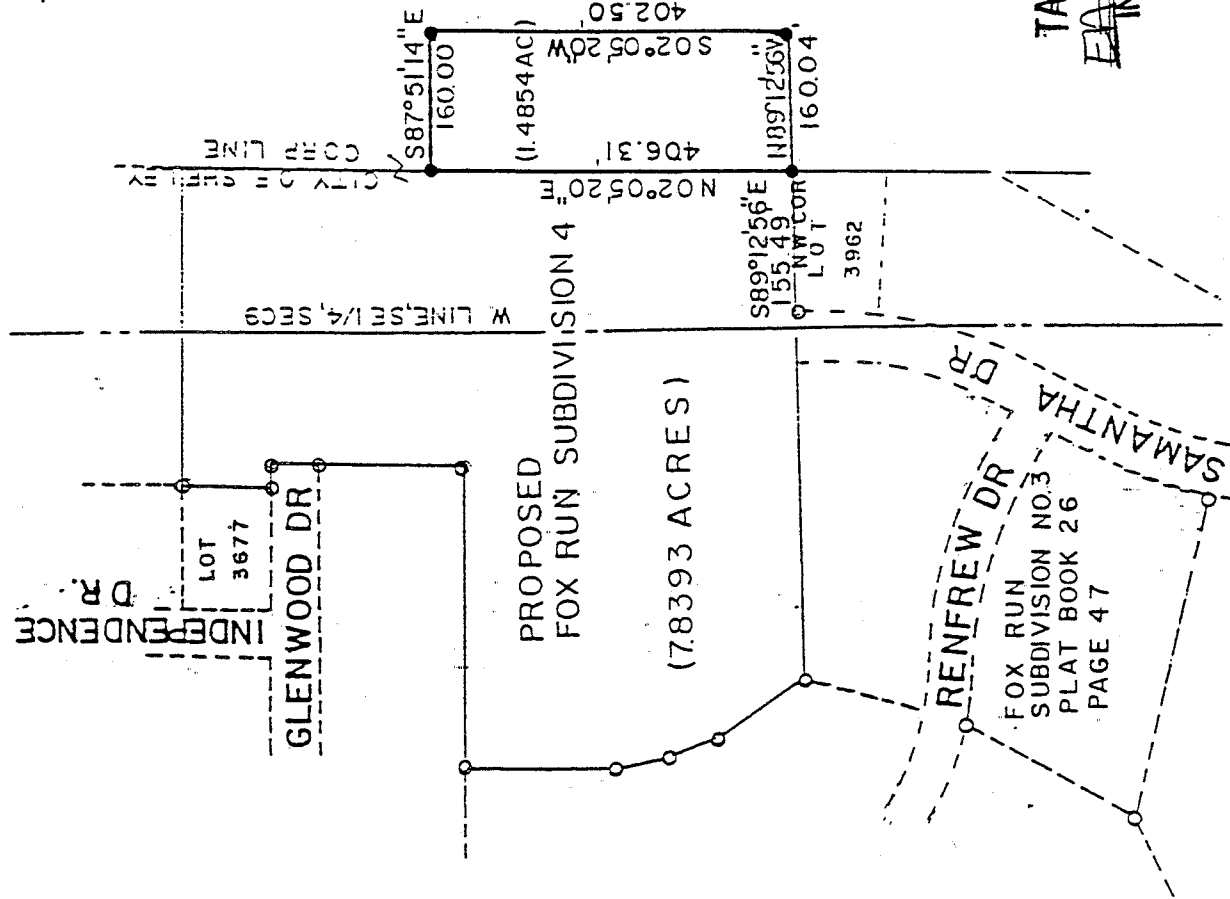 402.50'
S02°05'20"W
TA
S87°51'14"E
160.00
(1.4854AC)
N89°12'56"W
160.04
CORP LINE
CITY OF SHELBY
406.31'
N02°05'20"E
S89°12'56"E
155.49
NW COR
LOT
3962
W. LINE, SE 1/4, SEC9
PROPOSED
FOX RUN SUBDIVISION 4
(7.8393 ACRES)
LOT
3677
INDEPENDENCE
DR.
GLENWOOD DR
SAMANTHA
DR
RENFREW DR
FOX RUN
SUBDIVISION NO.3
PLAT BOOK 26
PAGE 47